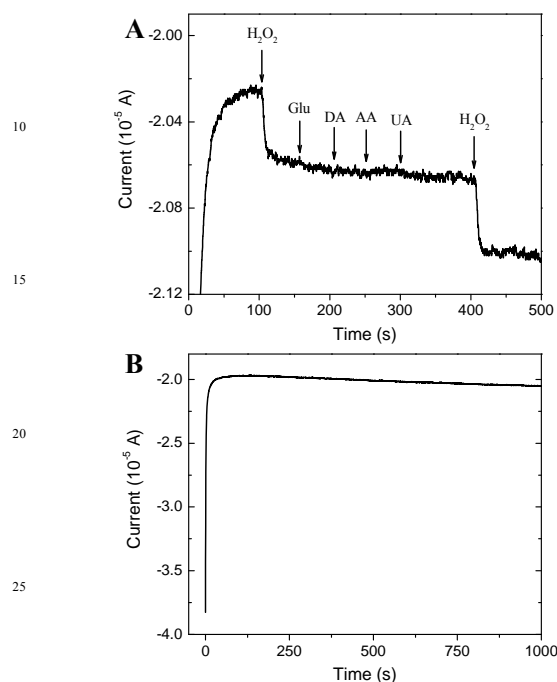 A
H₂O₂
Glu
DA
AA
UA
H₂O₂
-2.00
-2.04
-2.08
-2.12
Current (10⁻⁵ A)
0 100 200 300 400 500
Time (s)
10
15
B
-2.0
-2.5
-3.0
-3.5
-4.0
Current (10⁻⁵ A)
0 250 500 750 1000
Time (s)
20
25